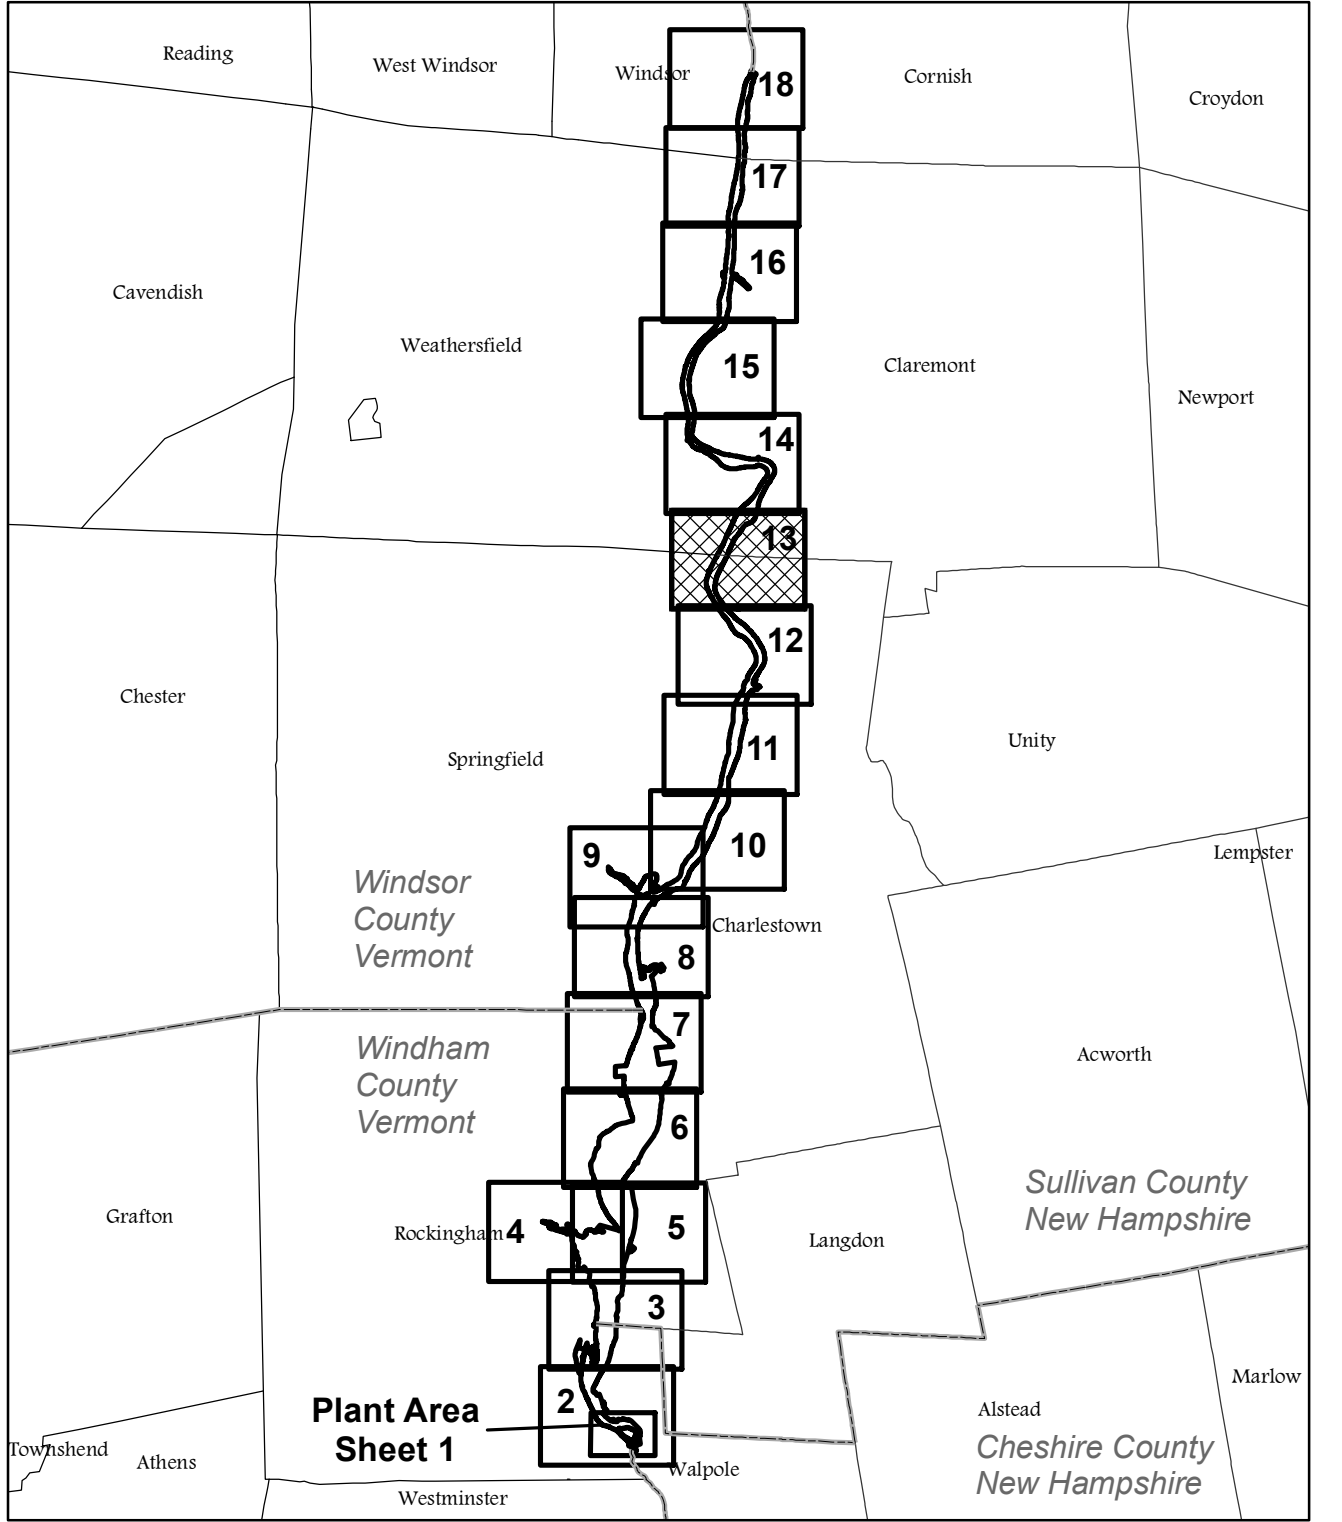 Reading
West Windsor
Windsor
18
Cornish
Croydon
17
16
Cavendish
Weathersfield
15
Claremont
Newport
14
13
12
Chester
Springfield
11
Unity
10
9
Lempster
Windsor
County
Vermont
Charlestown
8
7
Windham
County
Vermont
Acworth
6
Sullivan County
New Hampshire
Grafton
Rockingham
4
5
Langdon
3
Marlow
2
Plant Area
Sheet 1
Alstead
Cheshire County
New Hampshire
Townshend
Athens
Walpole
Westminster